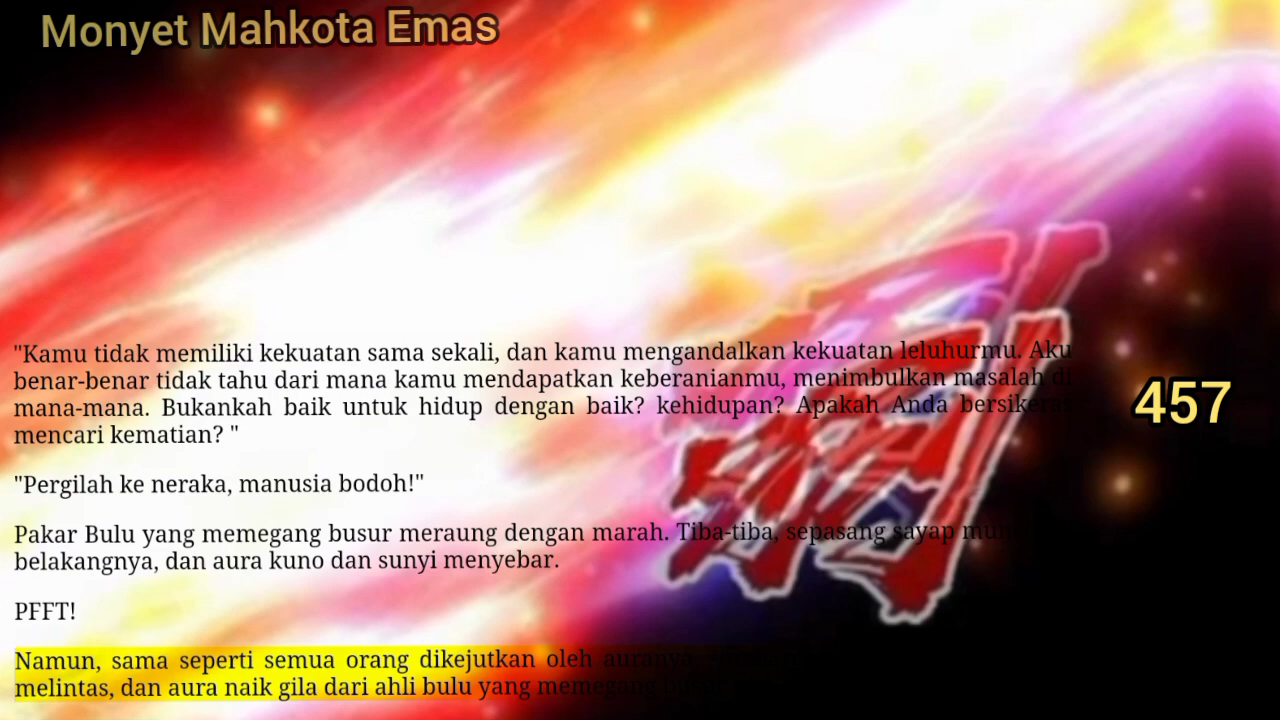 Monyet Mahkota Emas
"Kamu tidak memiliki kekuatan sama sekali, dan kamu mengandalkan kekuatan leluhurmu. Aku
benar-benar tidak tahu dari mana kamu mendapatkan keberanianmu, menimbulkan masalah di
mana-mana. Bukankah baik untuk hidup dengan baik? kehidupan? Apakah Anda bersikeras
mencari kematian? "
457
"Pergilah ke neraka, manusia bodoh!"
Pakar Bulu yang memegang busur meraung dengan marah. Tiba-tiba, sepasang sayap
belakangnya, dan aura kuno dan sunyi menyebar.
PFFT!
Namun, sama seperti semua orang dikejutkan oleh auranya,
melintas, dan aura naik gila dari ahli bulu yang memegang